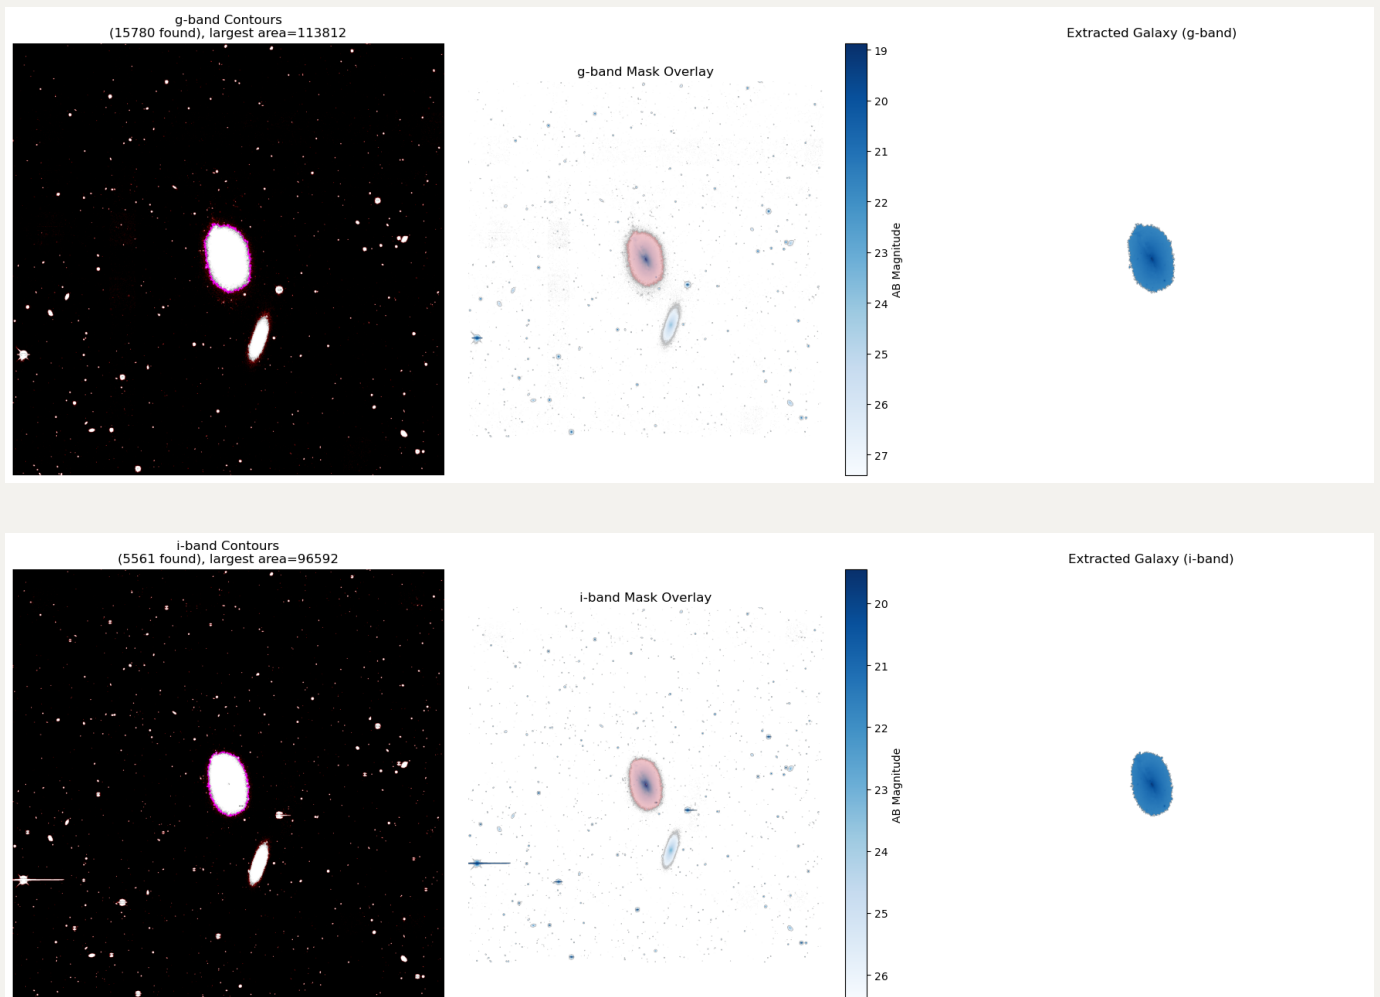 g-band Contours
(15780 found), largest area=113812
g-band Mask Overlay
19
20
21
22
23
24
25
26
27
AB Magnitude
Extracted Galaxy (g-band)
i-band Contours
(5561 found), largest area=96592
i-band Mask Overlay
20
21
22
23
24
25
26
AB Magnitude
Extracted Galaxy (i-band)